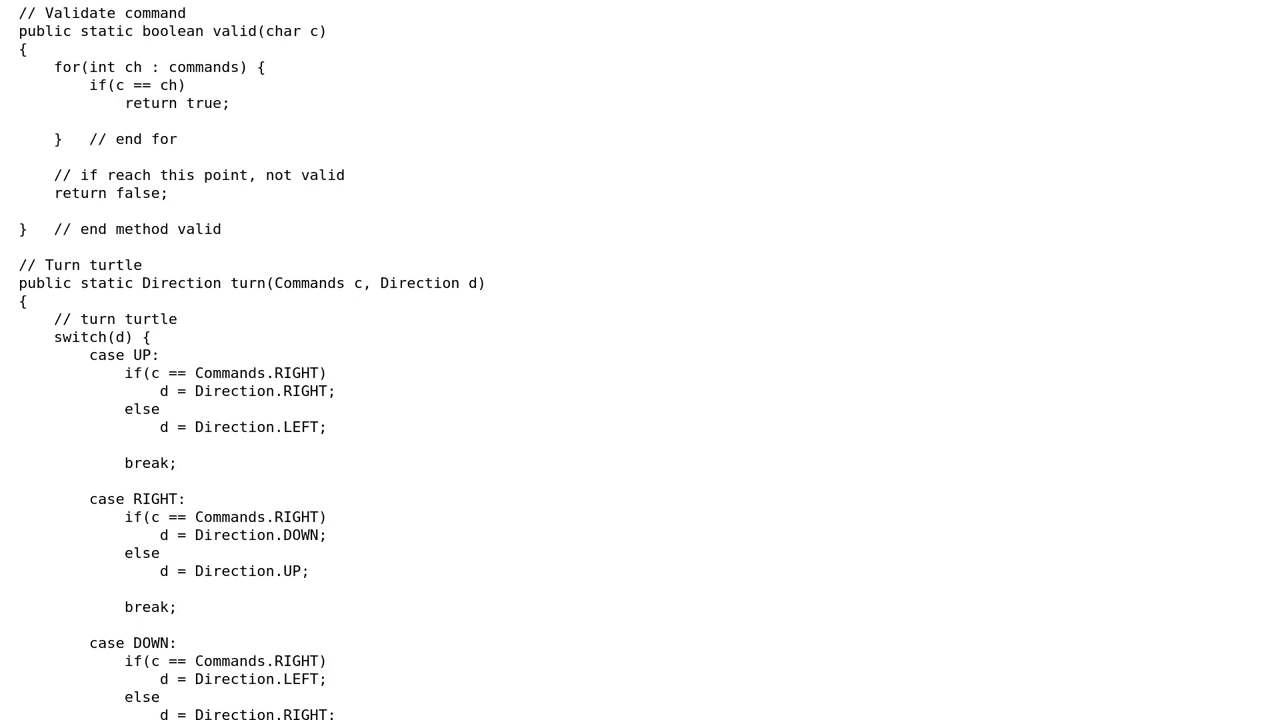 // Validate command
public static boolean valid(char c)
{
    for(int ch : commands) {
        if(c == ch)
            return true;

    }   // end for

    // if reach this point, not valid
    return false;

}   // end method valid

// Turn turtle
public static Direction turn(Commands c, Direction d)
{
    // turn turtle
    switch(d) {
        case UP:
            if(c == Commands.RIGHT)
                d = Direction.RIGHT;
            else
                d = Direction.LEFT;

            break;

        case RIGHT:
            if(c == Commands.RIGHT)
                d = Direction.DOWN;
            else
                d = Direction.UP;

            break;

        case DOWN:
            if(c == Commands.RIGHT)
                d = Direction.LEFT;
            else
                d = Direction.RIGHT;